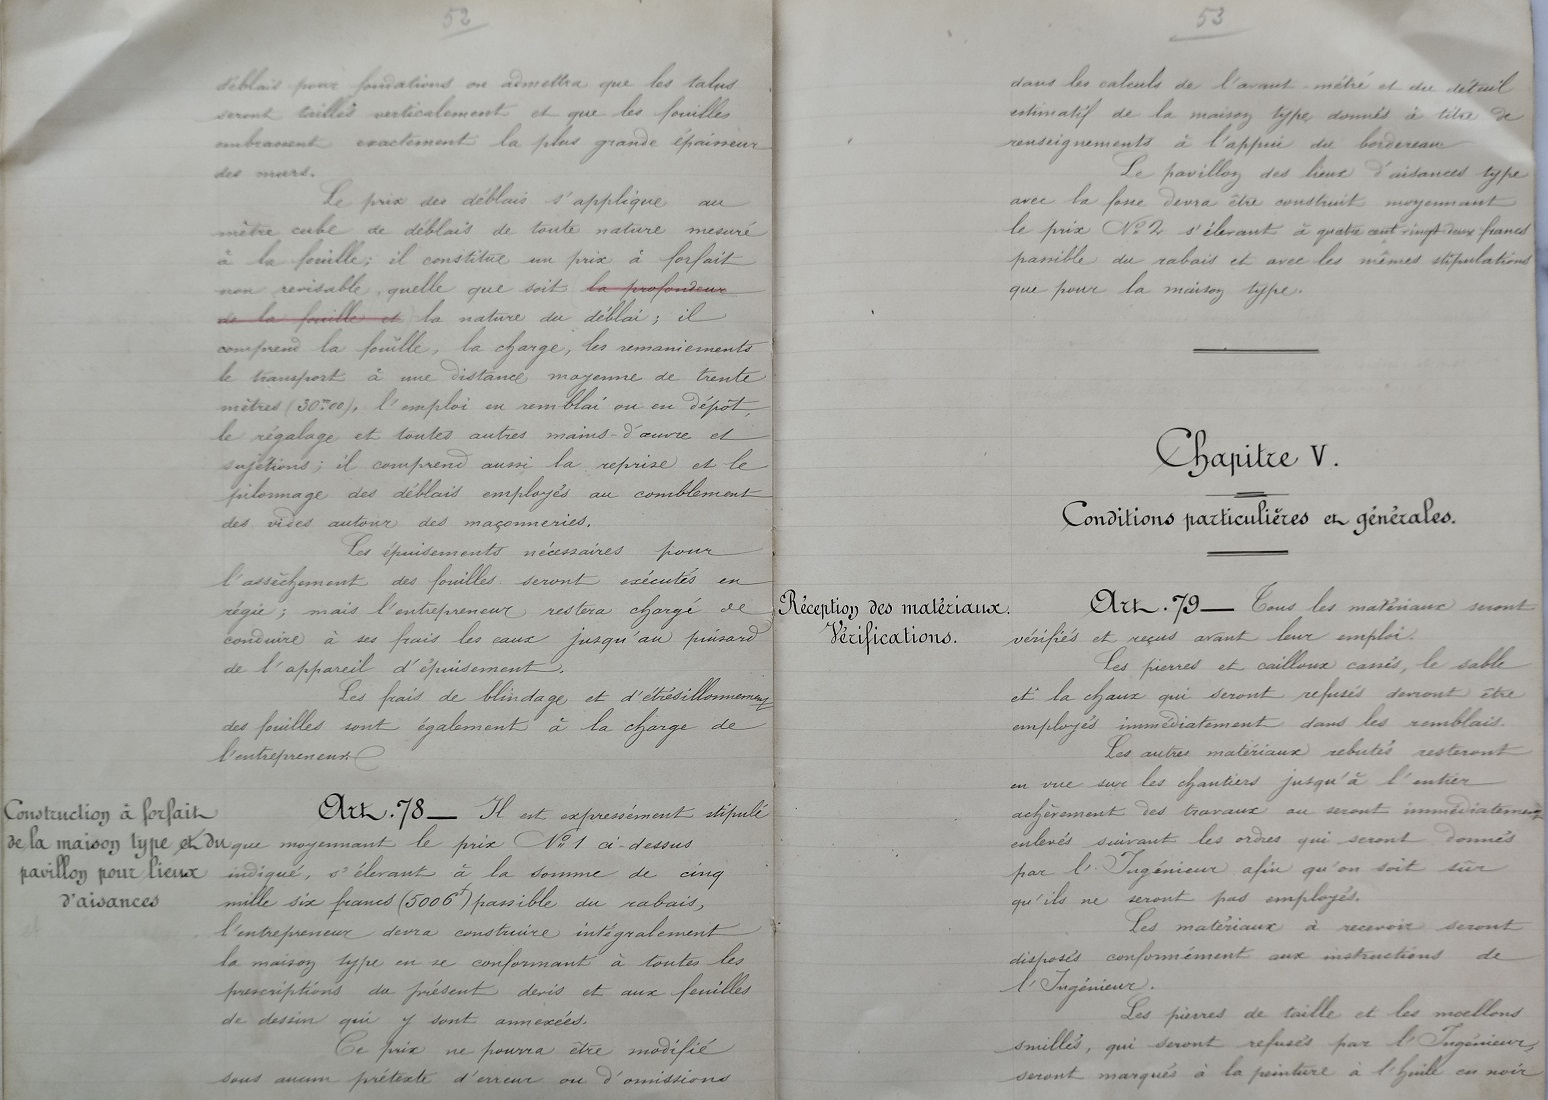 52
déblais pour fondations on admettra que les talus
seront taillés verticalement et que les fouilles
embrassent exactement la plus grande épaisseur
des murs.
Le prix des déblais s'applique au
mètre cube de déblais de toute nature mesuré
à la fouille; il constitue un prix à forfait
non revisable quelle que soit la profondeur
de la fouille et la nature du déblai; il
comprend la fouille, la charge, les remaniements
le transport à une distance moyenne de trente
mètres (30m00), l'emploi en remblai ou en dépôt,
le régalage et toutes autres mains-d'œuvre et
sujétions; il comprend aussi la reprise et le
pilonnage des déblais employés au comblement
des vides autour des maçonneries.
Les épuisements nécessaires pour
l'assèchement des fouilles seront exécutés en
régie; mais l'entrepreneur restera chargé de
conduire à ses frais les eaux jusqu'au puisard
de l'appareil d'épuisement.
Les frais de blindage et d'étrésillonnement
des fouilles sont également à la charge de
l'entrepreneur.
Construction à forfait
de la maison type et du
pavillon pour lieux
d'aisances
Art. 78 — Il est expressément stipulé
que moyennant le prix No 1 ci-dessus
indiqué, s'élevant à la somme de cinq
mille six francs (5006f) passible du rabais,
l'entrepreneur devra construire intégralement
la maison type en se conformant à toutes les
prescriptions du présent devis et aux feuilles
de dessin qui y sont annexées.
Ce prix ne pourra être modifié
sous aucun prétexte d'erreur ou d'omissions
53
dans les calculs de l'avant-métré et du détail
estimatif de la maison type, donnés à titre de
renseignements à l'appui du bordereau
Le pavillon des lieux d'aisances type
avec la fosse devra être construit moyennant
le prix No 2 s'élevant à quatre cent vingt deux francs
passible du rabais et avec les mêmes stipulations
que pour la maison type.
Chapitre V.
Conditions particulières et générales.
Réception des matériaux.
Vérifications.
Art. 79 — Tous les matériaux seront
vérifiés et reçus avant leur emploi.
Les pierres et cailloux cassés, le sable
et la chaux qui seront refusés devront être
employés immédiatement dans les remblais.
Les autres matériaux rebutés resteront
en vue sur les chantiers jusqu'à l'entier
achèvement des travaux ou seront immédiatement
enlevés suivant les ordres qui seront donnés
par l'Ingénieur afin qu'on soit sûr
qu'ils ne seront pas employés.
Les matériaux à recevoir seront
disposés conformément aux instructions de
l'Ingénieur.
Les pierres de taille et les moellons
smillés, qui seront refusés par l'Ingénieur,
seront marqués à la peinture à l'huile en noir